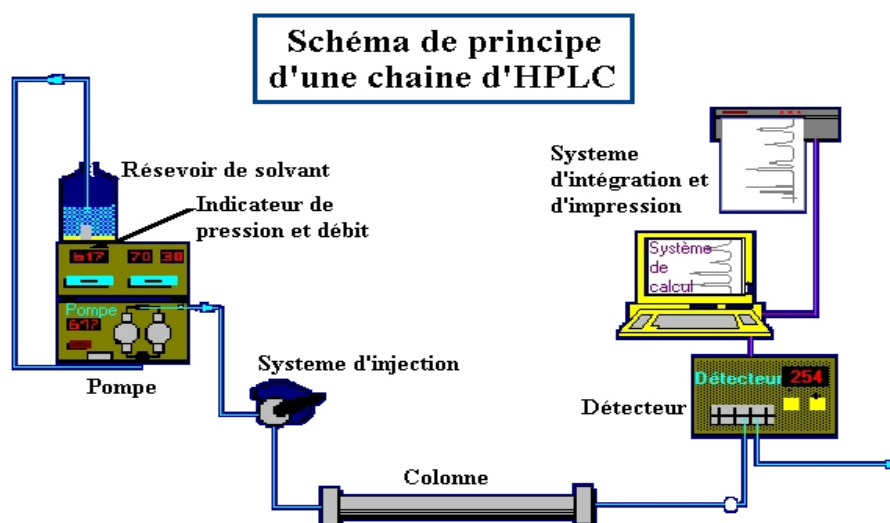 Schéma de principe
d'une chaine d'HPLC
Résevoir de solvant
Indicateur de
pression et débit
617
70 30
Pompe
617
Pompe
Systeme d'injection
Colonne
Systeme
d'intégration et
d'impression
Système
de
calcul
Détecteur 254
Détecteur